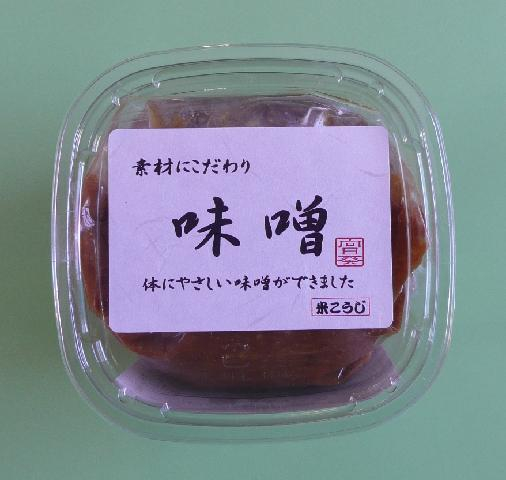 素材にこだわり
味噌
体にやさしい味噌ができました
米こうじ